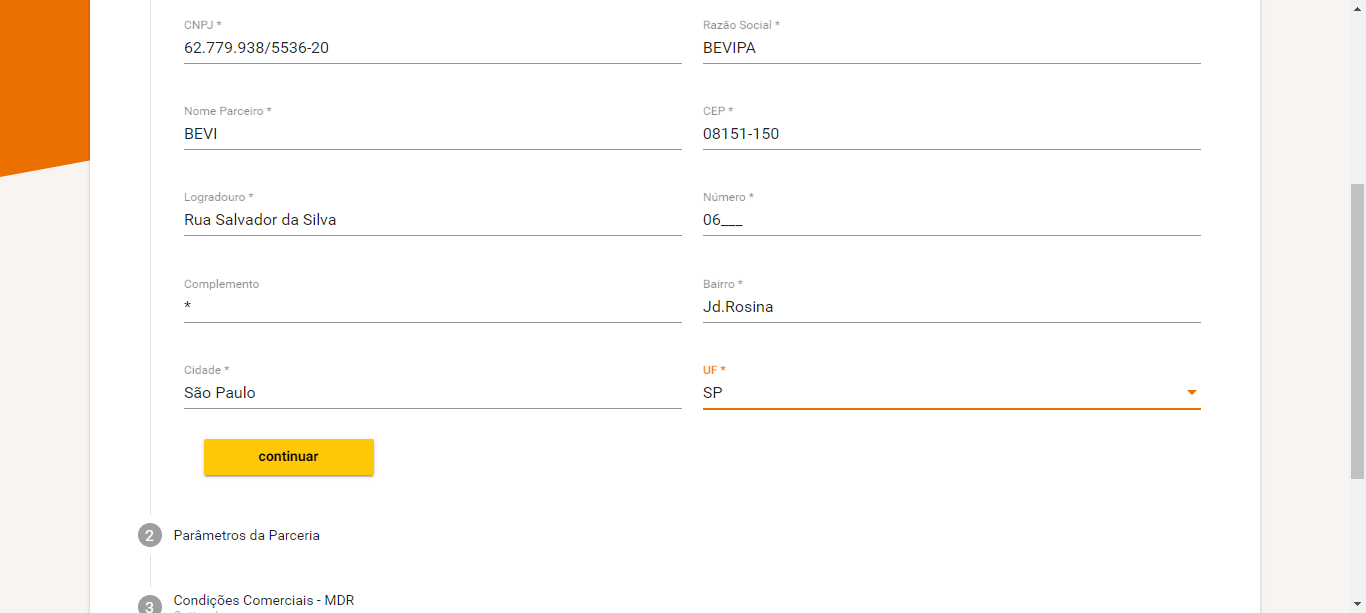 CNPJ *
Razão Social *
62.779.938/5536-20
BEVIPA
Nome Parceiro *
CEP *
BEVI
08151-150
Logradouro *
Número *
Rua Salvador da Silva
06___
Complemento
Bairro *
*
Jd.Rosina
Cidade *
UF *
São Paulo
SP
continuar
2 Parâmetros da Parceria
3 Condições Comerciais - MDR